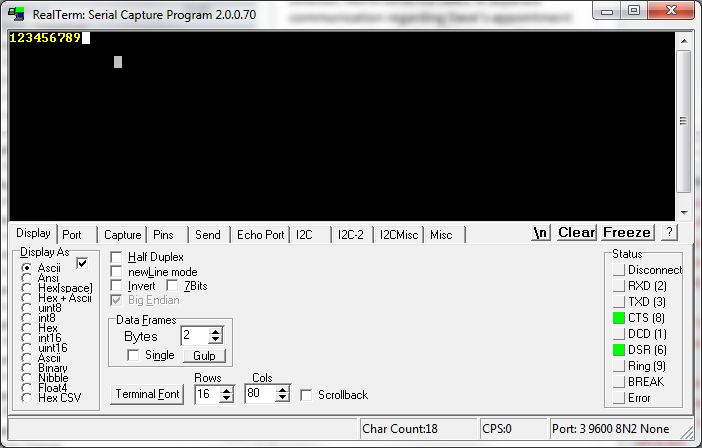 RealTerm: Serial Capture Program 2.0.0.70
communication regarding Dave's appointment
123456789
Display Port Capture Pins Send Echo Port I2C I2C-2 I2CMisc Misc \n Clear Freeze ?
Display As
Ascii
Ansi
Hex[space]
Hex + Ascii
uint8
int8
Hex
int16
uint16
Ascii
Binary
Nibble
Float4
Hex CSV
Half Duplex
newLine mode
Invert 7Bits
Big Endian
Data Frames
Bytes 2
Single Gulp
Terminal Font
Rows
16
Cols
80
Scrollback
Status
Disconnect
RXD (2)
TXD (3)
CTS (8)
DCD (1)
DSR (6)
Ring (9)
BREAK
Error
Char Count:18 CPS:0 Port: 3 9600 8N2 None